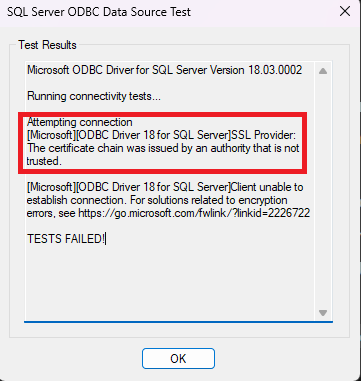 SQL Server ODBC Data Source Test
Test Results
Microsoft ODBC Driver for SQL Server Version 18.03.0002
Running connectivity tests...
Attempting connection
[Microsoft][ODBC Driver 18 for SQL Server]SSL Provider:
The certificate chain was issued by an authority that is not
trusted.
[Microsoft][ODBC Driver 18 for SQL Server]Client unable to
establish connection. For solutions related to encryption
errors, see https://go.microsoft.com/fwlink/?linkid=2226722
TESTS FAILED!
OK